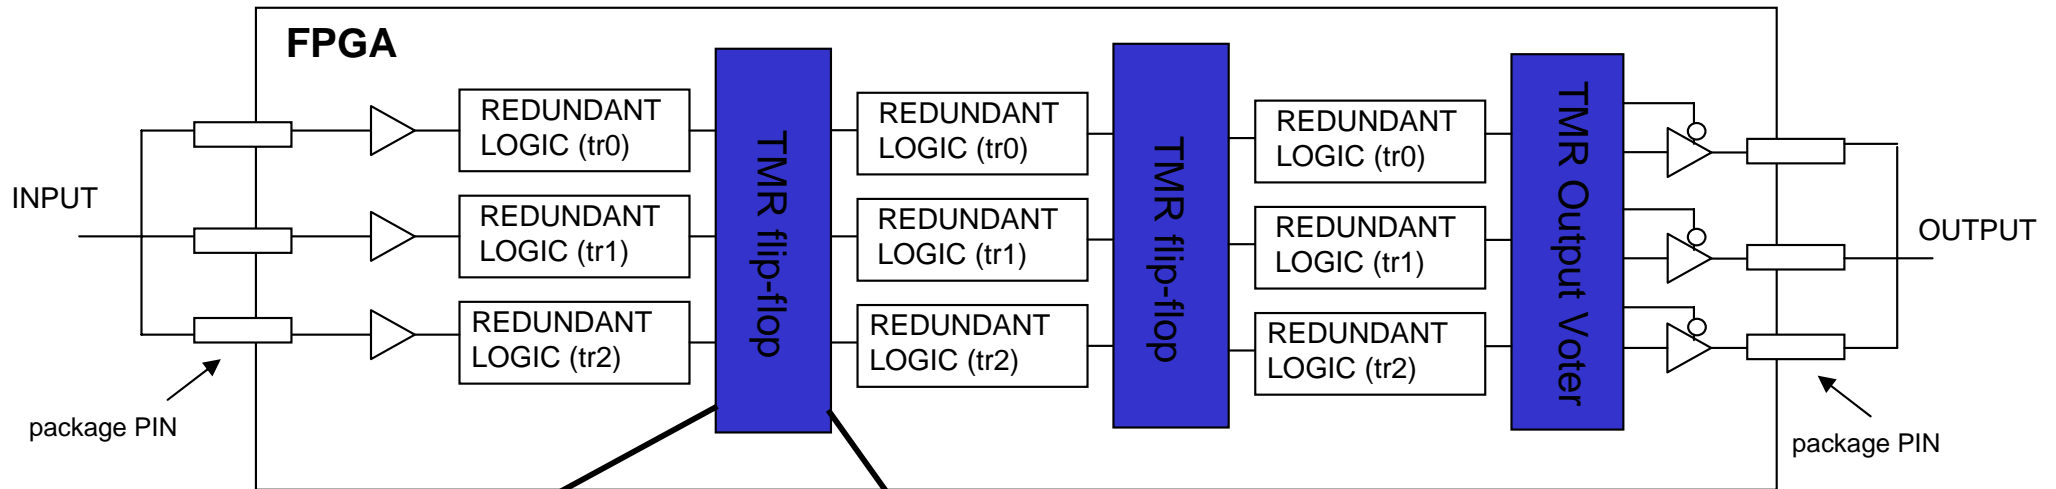 FPGA
INPUT
package PIN
REDUNDANT
LOGIC (tr0)
REDUNDANT
LOGIC (tr1)
REDUNDANT
LOGIC (tr2)
TMR flip-flop
REDUNDANT
LOGIC (tr0)
REDUNDANT
LOGIC (tr1)
REDUNDANT
LOGIC (tr2)
TMR flip-flop
REDUNDANT
LOGIC (tr0)
REDUNDANT
LOGIC (tr1)
REDUNDANT
LOGIC (tr2)
TMR Output Voter
OUTPUT
package PIN